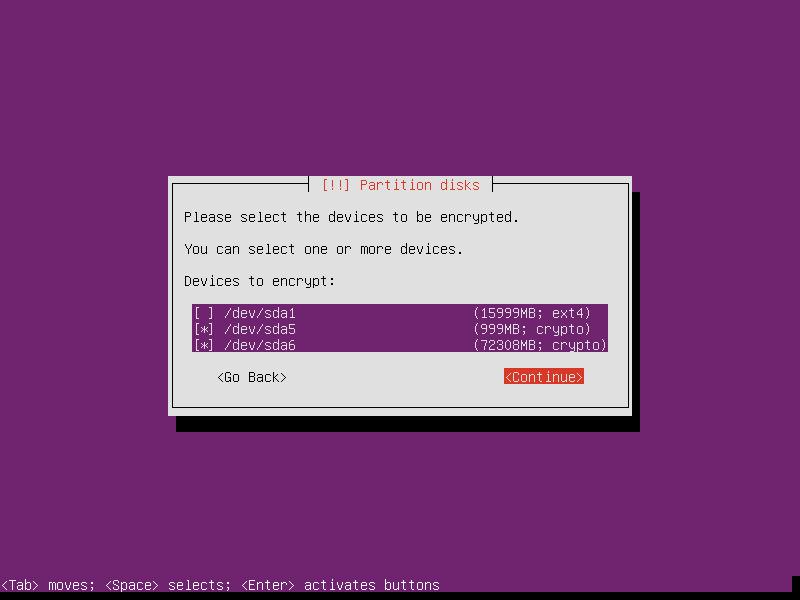 [!!] Partition disks
Please select the devices to be encrypted.
You can select one or more devices.
Devices to encrypt:
[ ] /dev/sda1 (15999MB; ext4)
[*] /dev/sda5 (999MB; crypto)
[*] /dev/sda6 (72308MB; crypto)
<Go Back> <Continue>
<Tab> moves; <Space> selects; <Enter> activates buttons